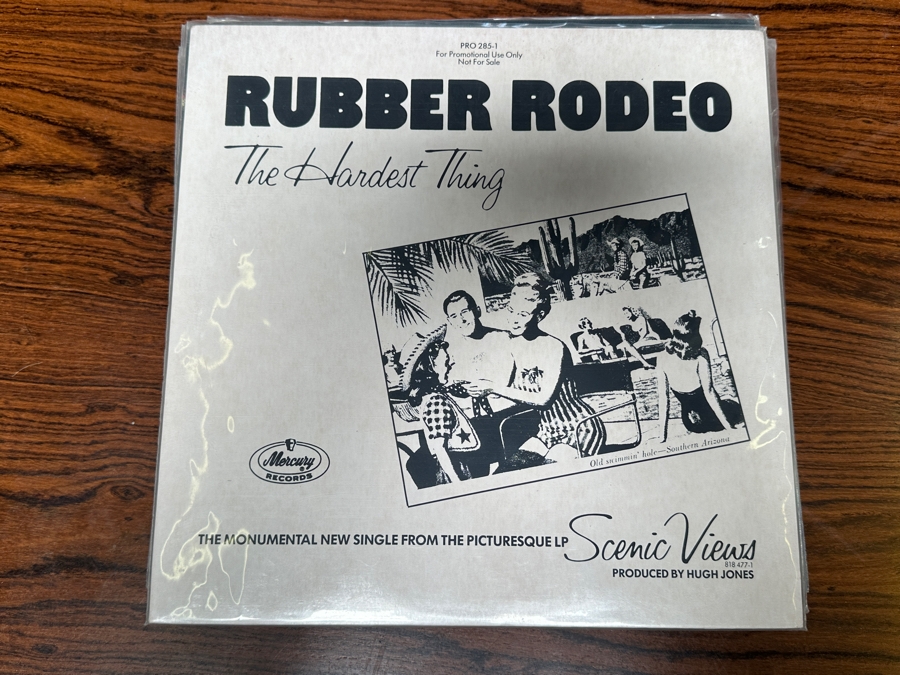 PRO 285-1
For Promotional Use Only
Not For Sale
RUBBER RODEO
The Hardest Thing
Old swimmin' hole—Southern Arizona
Mercury
RECORDS
THE MONUMENTAL NEW SINGLE FROM THE PICTURESQUE LP Scenic Views
818 477-1
PRODUCED BY HUGH JONES